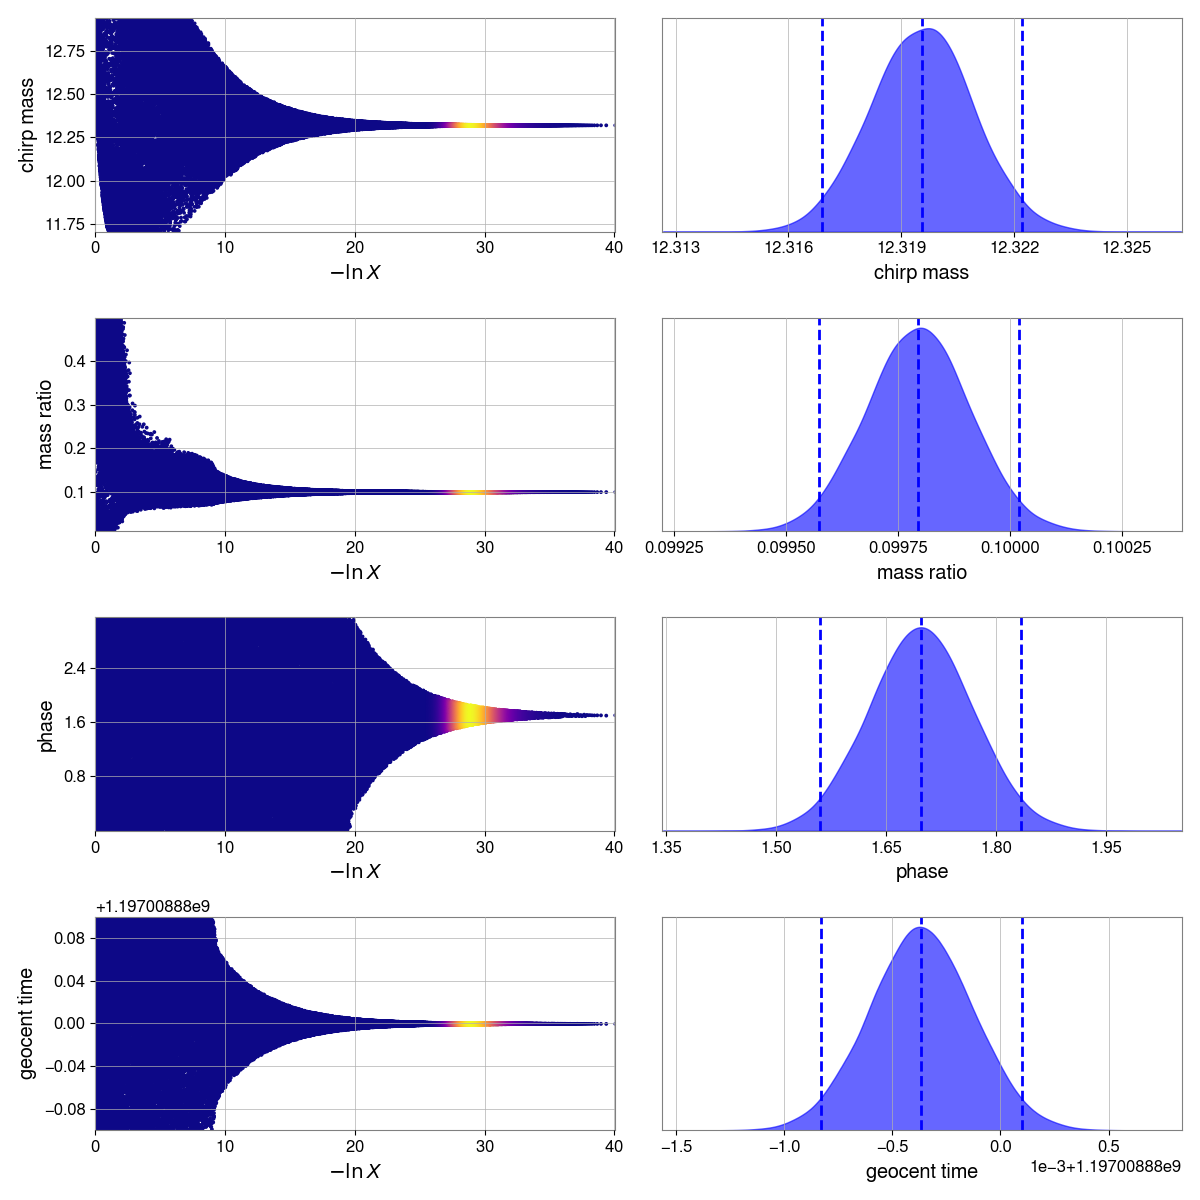 12.75
12.50
12.25
12.00
11.75
chirp mass
0 10 20 30 40
−ln X
12.313 12.316 12.319 12.322 12.325
chirp mass
0.4
0.3
0.2
0.1
mass ratio
0 10 20 30 40
−ln X
0.09925 0.09950 0.09975 0.10000 0.10025
mass ratio
2.4
1.6
0.8
phase
0 10 20 30 40
−ln X
1.35 1.50 1.65 1.80 1.95
phase
+1.19700888e9
0.08
0.04
0.00
−0.04
−0.08
geocent time
0 10 20 30 40
−ln X
−1.5 −1.0 −0.5 0.0 0.5
1e−3+1.19700888e9
geocent time